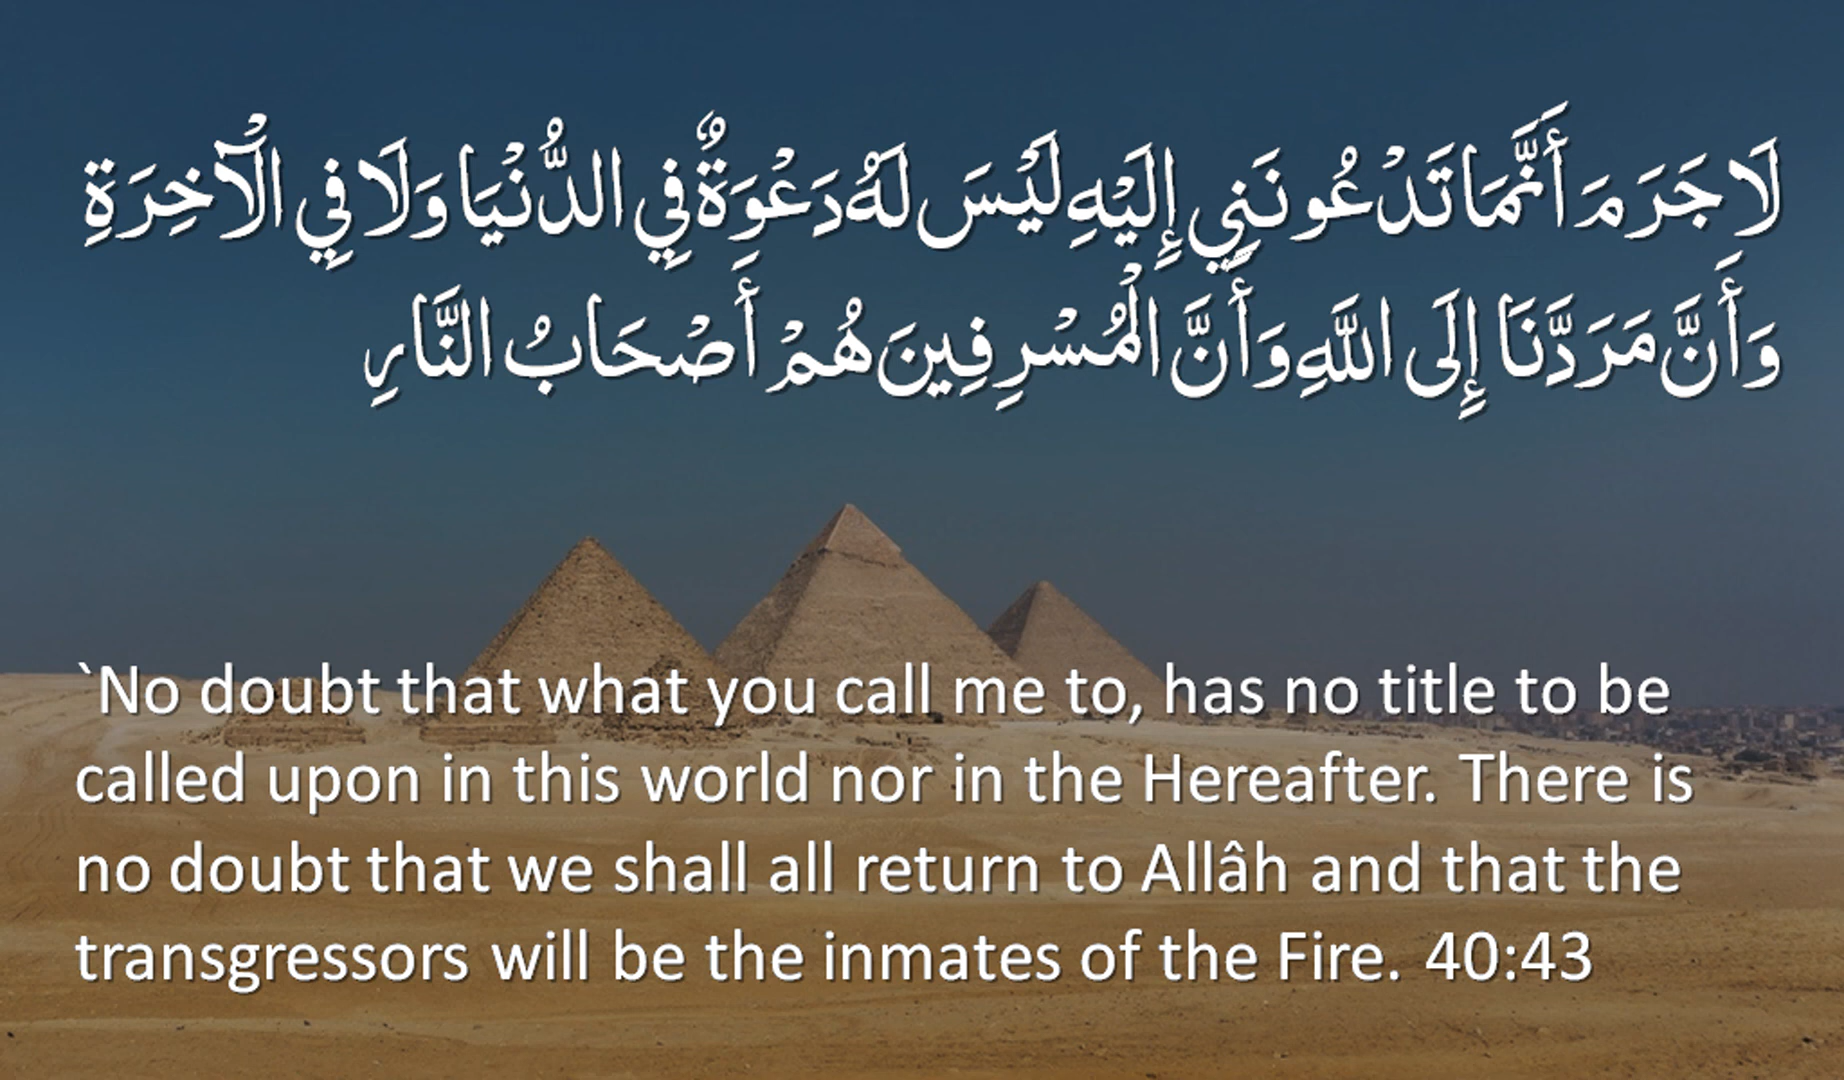 لَا جَرَمَ أَنَّمَا تَدْعُونَنِي إِلَيْهِ لَيْسَ لَهُ دَعْوَةٌ فِي الدُّنْيَا وَلَا فِي الْآخِرَةِ
وَأَنَّ مَرَدَّنَا إِلَى اللَّهِ وَأَنَّ الْمُسْرِفِينَ هُمْ أَصْحَابُ النَّارِ
`No doubt that what you call me to, has no title to be
called upon in this world nor in the Hereafter. There is
no doubt that we shall all return to Allâh and that the
transgressors will be the inmates of the Fire. 40:43